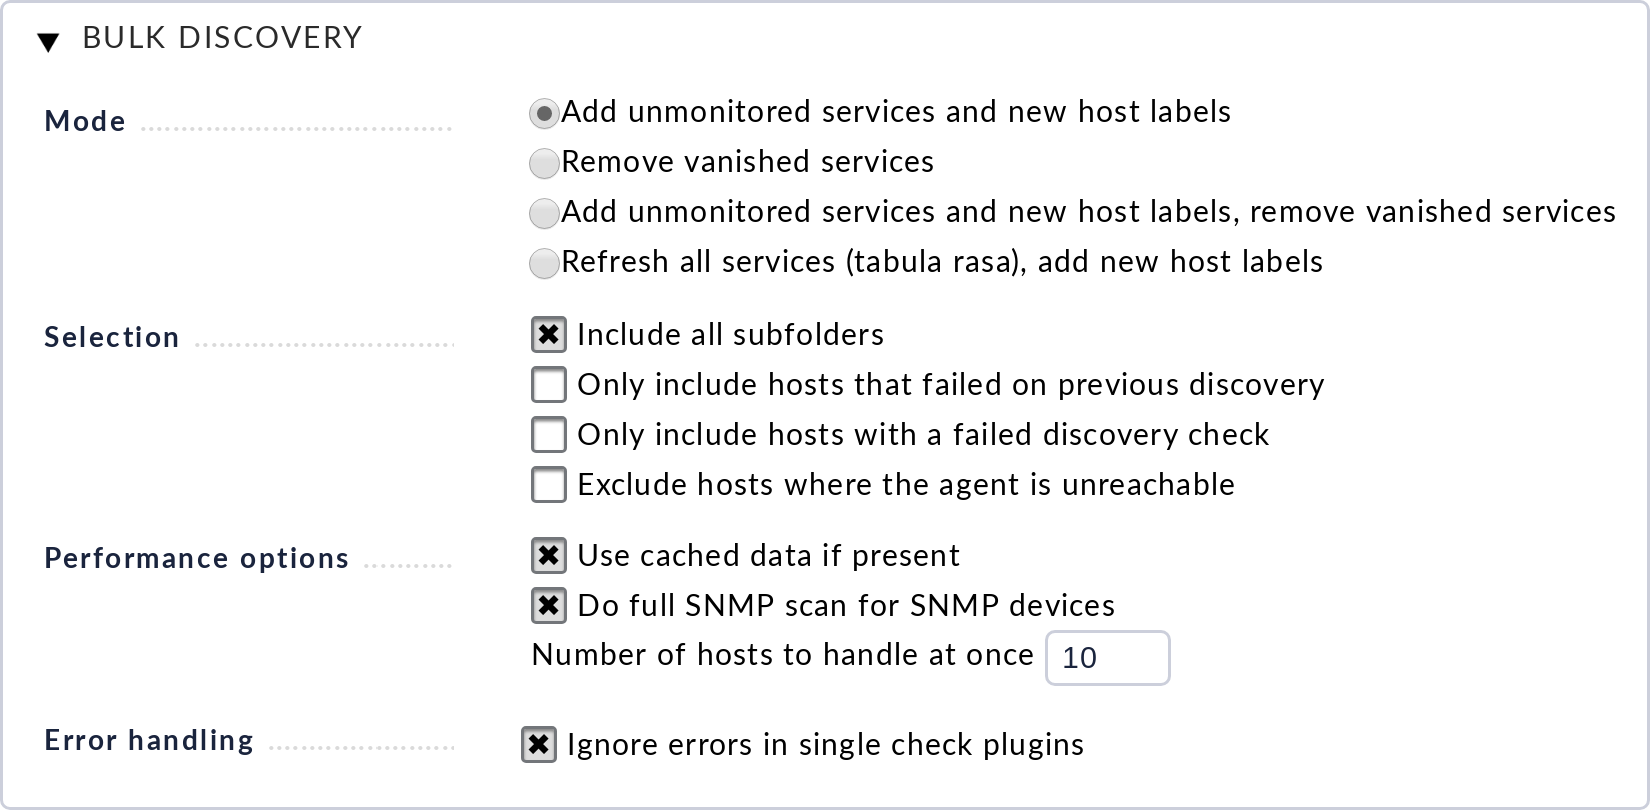 BULK DISCOVERY
Mode
Add unmonitored services and new host labels
Remove vanished services
Add unmonitored services and new host labels, remove vanished services
Refresh all services (tabula rasa), add new host labels
Selection
Include all subfolders
Only include hosts that failed on previous discovery
Only include hosts with a failed discovery check
Exclude hosts where the agent is unreachable
Performance options
Use cached data if present
Do full SNMP scan for SNMP devices
Number of hosts to handle at once 10
Error handling
Ignore errors in single check plugins